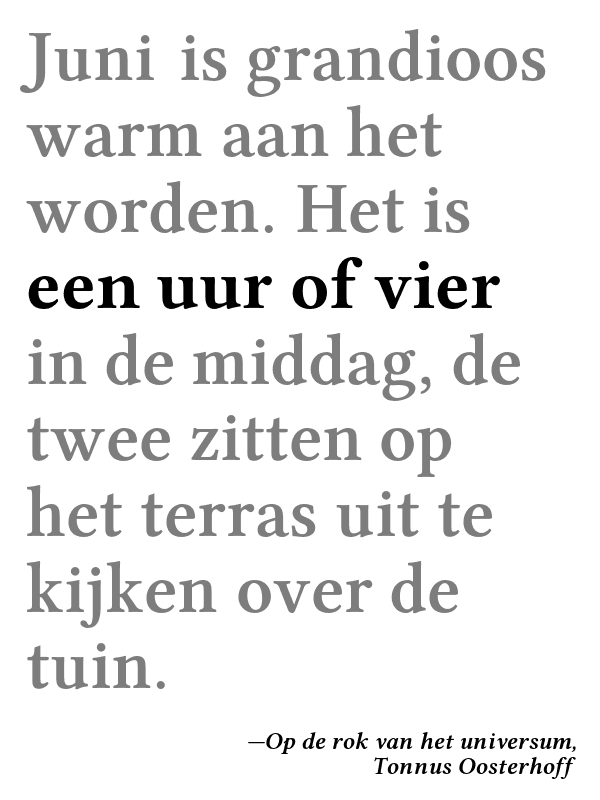 Juni is grandioos
warm aan het
worden. Het is
een uur of vier
in de middag, de
twee zitten op
het terras uit te
kijken over de
tuin.
—Op de rok van het universum,
Tonnus Oosterhoff